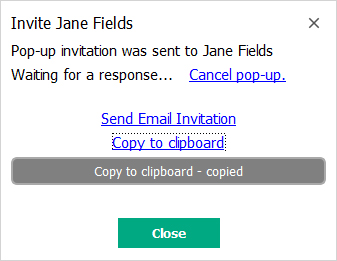 Invite Jane Fields
Pop-up invitation was sent to Jane Fields
Waiting for a response... Cancel pop-up.
Send Email Invitation
Copy to clipboard
Copy to clipboard - copied
Close